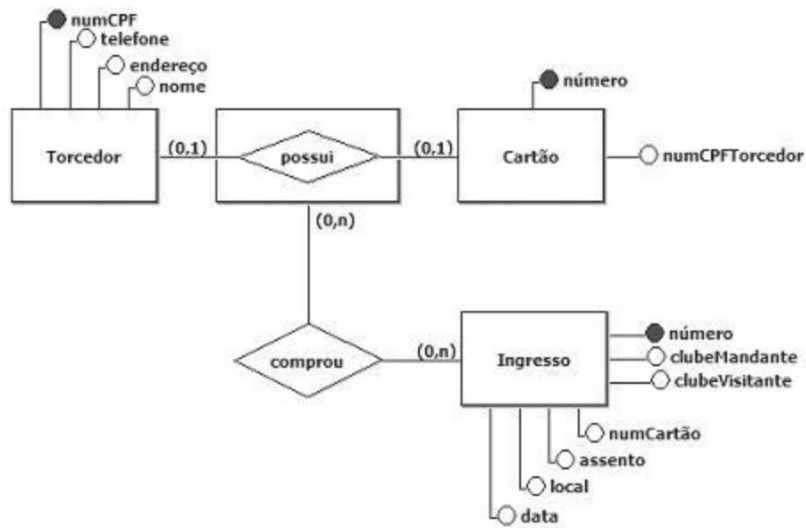 numCPF
telefone
endereço
nome
número
Torcedor
(0,1)
possui
(0,1)
Cartão
numCPFTorcedor
(0,n)
comprou
(0,n)
Ingresso
número
clubeMandante
clubeVisitante
numCartão
assento
local
data